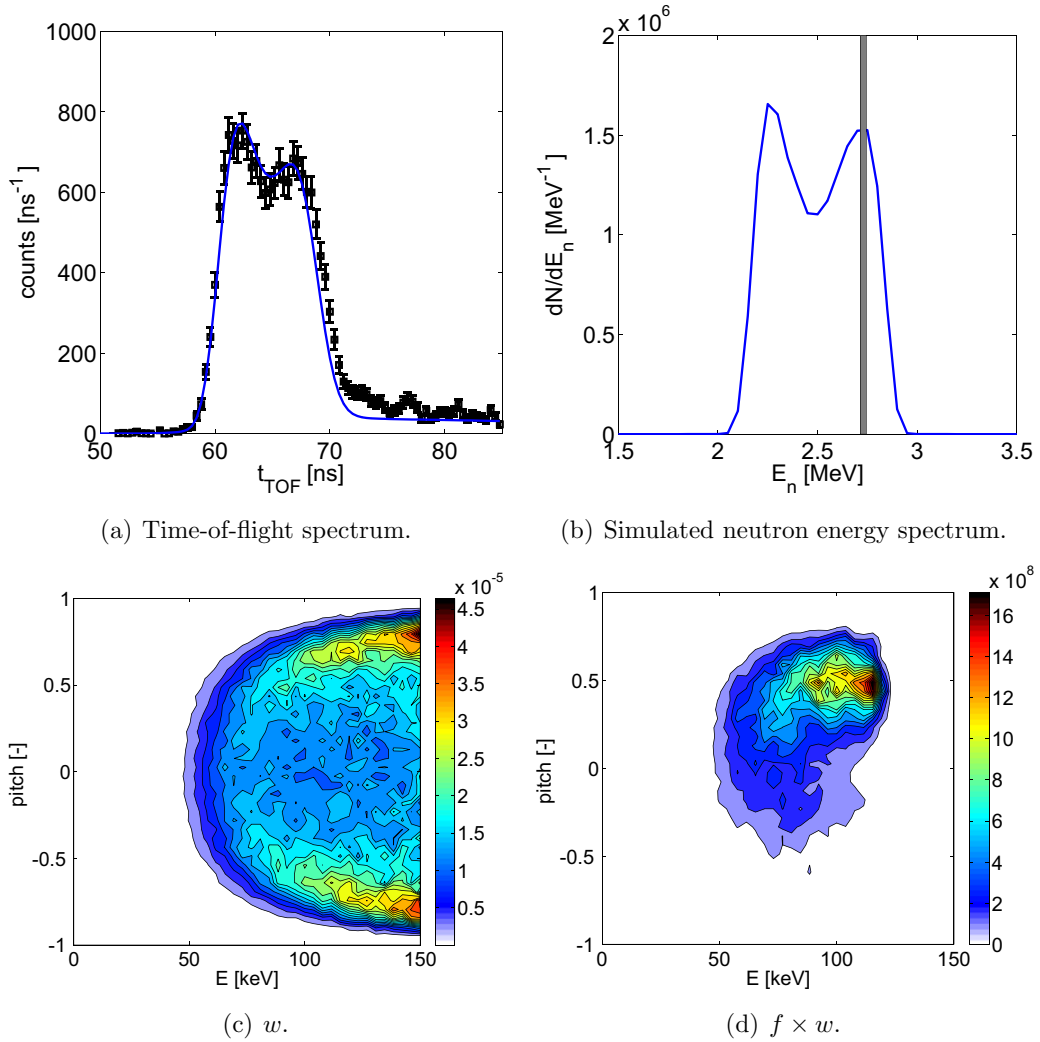 1000
800
600
400
200
0
counts [ns⁻¹]
50 60 70 80
t_TOF [ns]
(a) Time-of-flight spectrum.
x 10⁶
2
1.5
1
0.5
0
dN/dE_n [MeV⁻¹]
1.5 2 2.5 3 3.5
E_n [MeV]
(b) Simulated neutron energy spectrum.
1
0.5
0
-0.5
-1
pitch [-]
0 50 100 150
E [keV]
x 10⁻⁵
4.5
4
3.5
3
2.5
2
1.5
1
0.5
(c) w.
1
0.5
0
-0.5
-1
pitch [-]
0 50 100 150
E [keV]
x 10⁸
16
14
12
10
8
6
4
2
0
(d) f × w.